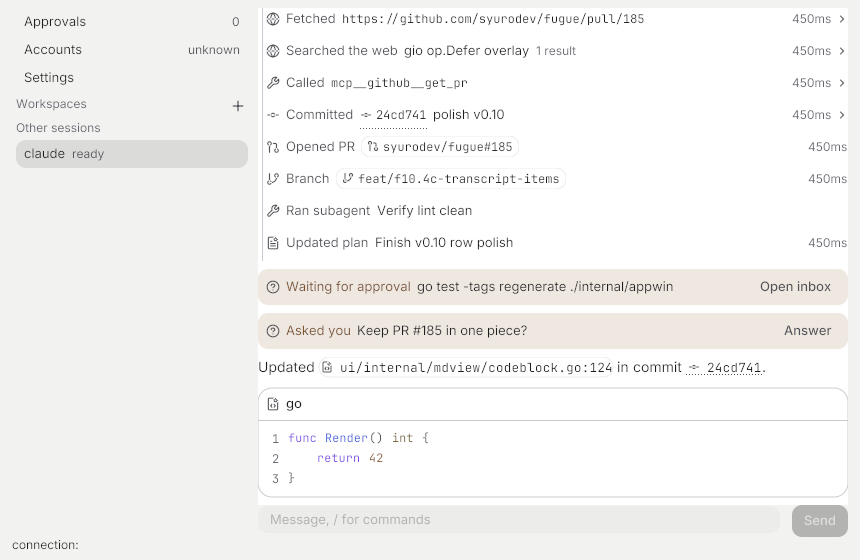 Approvals 0
Accounts unknown
Settings
Workspaces +
Other sessions
claude ready
connection:
Fetched https://github.com/syurodev/fugue/pull/185 450ms
Searched the web gio op.Defer overlay 1 result 450ms
Called mcp__github__get_pr 450ms
Committed 24cd741 polish v0.10 450ms
Opened PR syurodev/fugue#185 450ms
Branch feat/f10.4c-transcript-items 450ms
Ran subagent Verify lint clean
Updated plan Finish v0.10 row polish 450ms
Waiting for approval go test -tags regenerate ./internal/appwin Open inbox
Asked you Keep PR #185 in one piece? Answer
Updated ui/internal/mdview/codeblock.go:124 in commit 24cd741.
go
1 func Render() int {
2     return 42
3 }
Message, / for commands Send